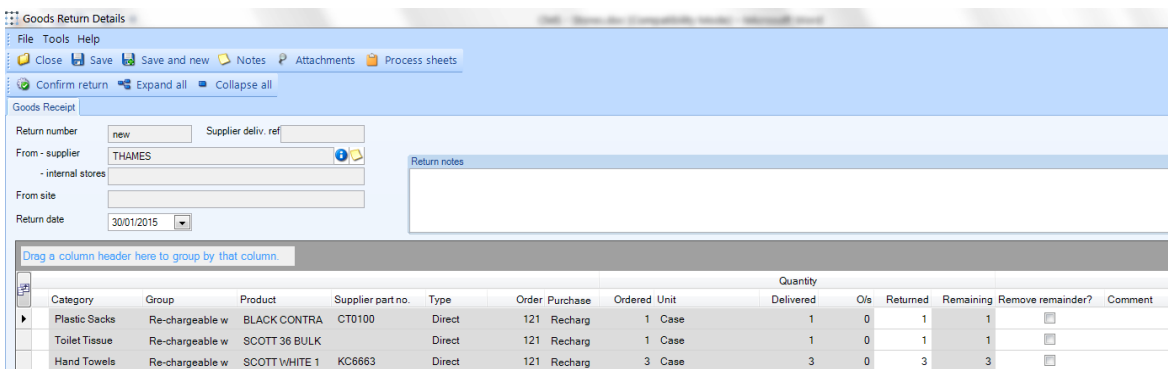 Goods Return Details
File Tools Help
Close Save Save and new Notes Attachments Process sheets
Confirm return Expand all Collapse all
Goods Receipt
Return number new Supplier deliv. ref
From - supplier THAMES
Return notes
- internal stores
From site
Return date 30/01/2015
Drag a column header here to group by that column.
Quantity
Category Group Product Supplier part no. Type Order Purchase Ordered Unit Delivered O/s Returned Remaining Remove remainder? Comment
Plastic Sacks Re-chargeable w BLACK CONTRA CT0100 Direct 121 Recharg 1 Case 1 0 1 1
Toilet Tissue Re-chargeable w SCOTT 36 BULK Direct 121 Recharg 1 Case 1 0 1 1
Hand Towels Re-chargeable w SCOTT WHITE 1 KC6663 Direct 121 Recharg 3 Case 3 0 3 3